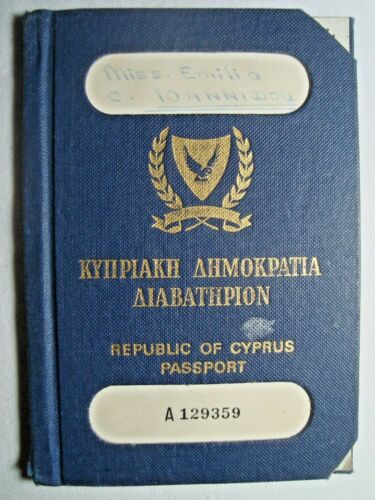 Miss. Emilia
C. IOANNIDOU
ΚΥΠΡΙΑΚΗ ΔΗΜΟΚΡΑΤΙΑ
ΔΙΑΒΑΤΗΡΙΟΝ
REPUBLIC OF CYPRUS
PASSPORT
A 129359